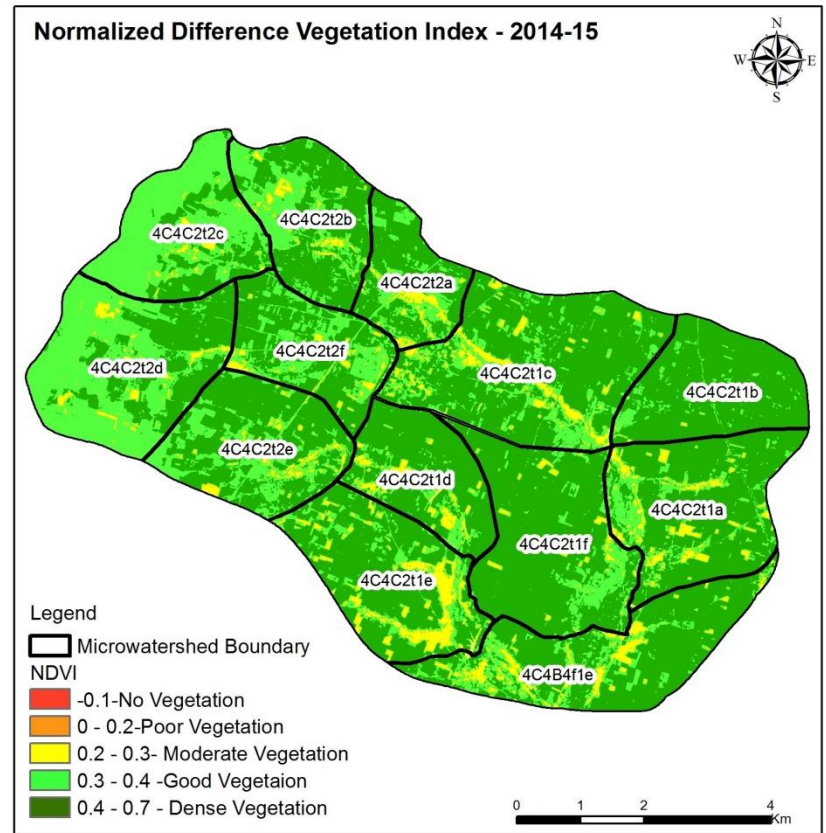 Normalized Difference Vegetation Index - 2014-15
N
W
E
S
4C4C2t2c
4C4C2t2b
4C4C2t2a
4C4C2t2d
4C4C2t2f
4C4C2t1c
4C4C2t1b
4C4C2t2e
4C4C2t1d
4C4C2t1a
4C4C2t1f
4C4C2t1e
4C4B4f1e
Legend
Microwatershed Boundary
NDVI
-0.1-No Vegetation
0 - 0.2-Poor Vegetation
0.2 - 0.3- Moderate Vegetation
0.3 - 0.4 -Good Vegetaion
0.4 - 0.7 - Dense Vegetation
0 1 2 4
Km